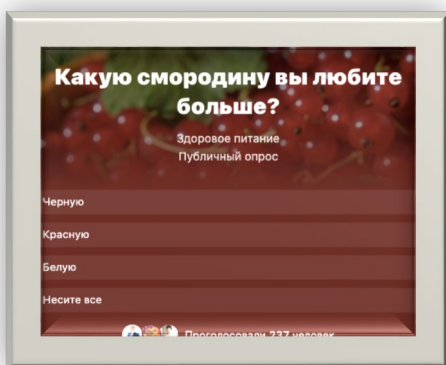 Какую смородину вы любите
больше?
Здоровое питание
Публичный опрос
Черную
Красную
Белую
Несите все
Проголосовали 237 человек